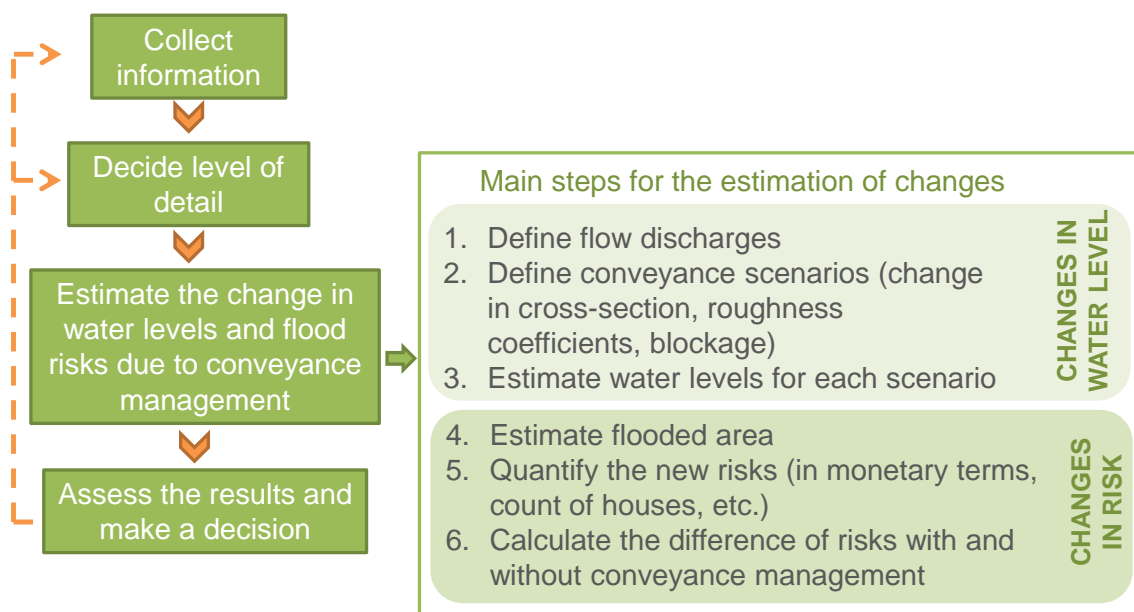 Collect
information
Decide level of
detail
Estimate the change in
water levels and flood
risks due to conveyance
management
Assess the results and
make a decision
Main steps for the estimation of changes
1. Define flow discharges
2. Define conveyance scenarios (change
in cross-section, roughness
coefficients, blockage)
3. Estimate water levels for each scenario
CHANGES IN
WATER LEVEL
4. Estimate flooded area
5. Quantify the new risks (in monetary terms,
count of houses, etc.)
6. Calculate the difference of risks with and
without conveyance management
CHANGES
IN RISK